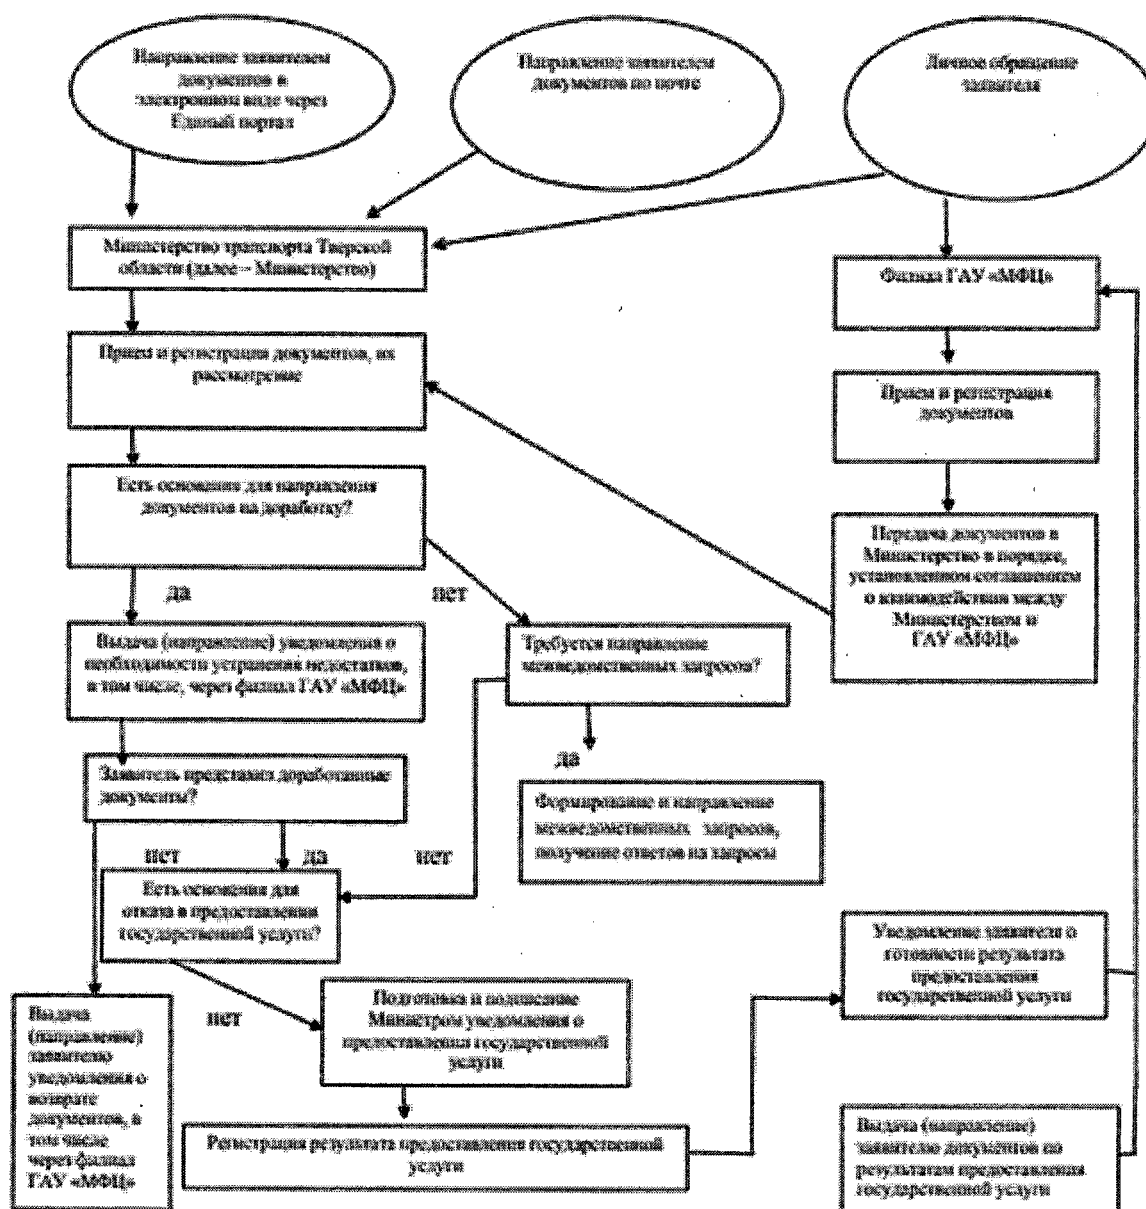 Направление заявителем
документов в
электронном виде через
Единый портал
Направление заявителем
документов по почте
Личное обращение
заявителя
Министерство транспорта Тверской
области (далее – Министерство)
Филиал ГАУ «МФЦ»
Прием и регистрация документов, их
рассмотрение
Прием и регистрация
документов
Есть основания для направления
документов на доработку?
Передача документов в
Министерство в порядке,
установленном соглашением
о взаимодействии между
Министерством и
ГАУ «МФЦ»
да
нет
Выдача (направление) уведомления о
необходимости устранения недостатков,
в том числе, через филиал ГАУ «МФЦ»
Требуется направление
межведомственных запросов?
да
Заявитель представил доработанные
документы?
Формирование и направление
межведомственных запросов,
получение ответов на запросы
нет
да
нет
Есть основания для
отказа в предоставлении
государственной услуги?
Уведомление заявителя о
готовности результата
предоставления
государственной услуги
Выдача
(направление)
заявителю
уведомления о
возврате
документов, в
том числе
через филиал
ГАУ «МФЦ»
нет
Подготовка и подписание
Министром уведомления о
предоставлении государственной
услуги
Регистрация результата предоставления государственной
услуги
Выдача (направление)
заявителю документов по
результатам предоставления
государственной услуги